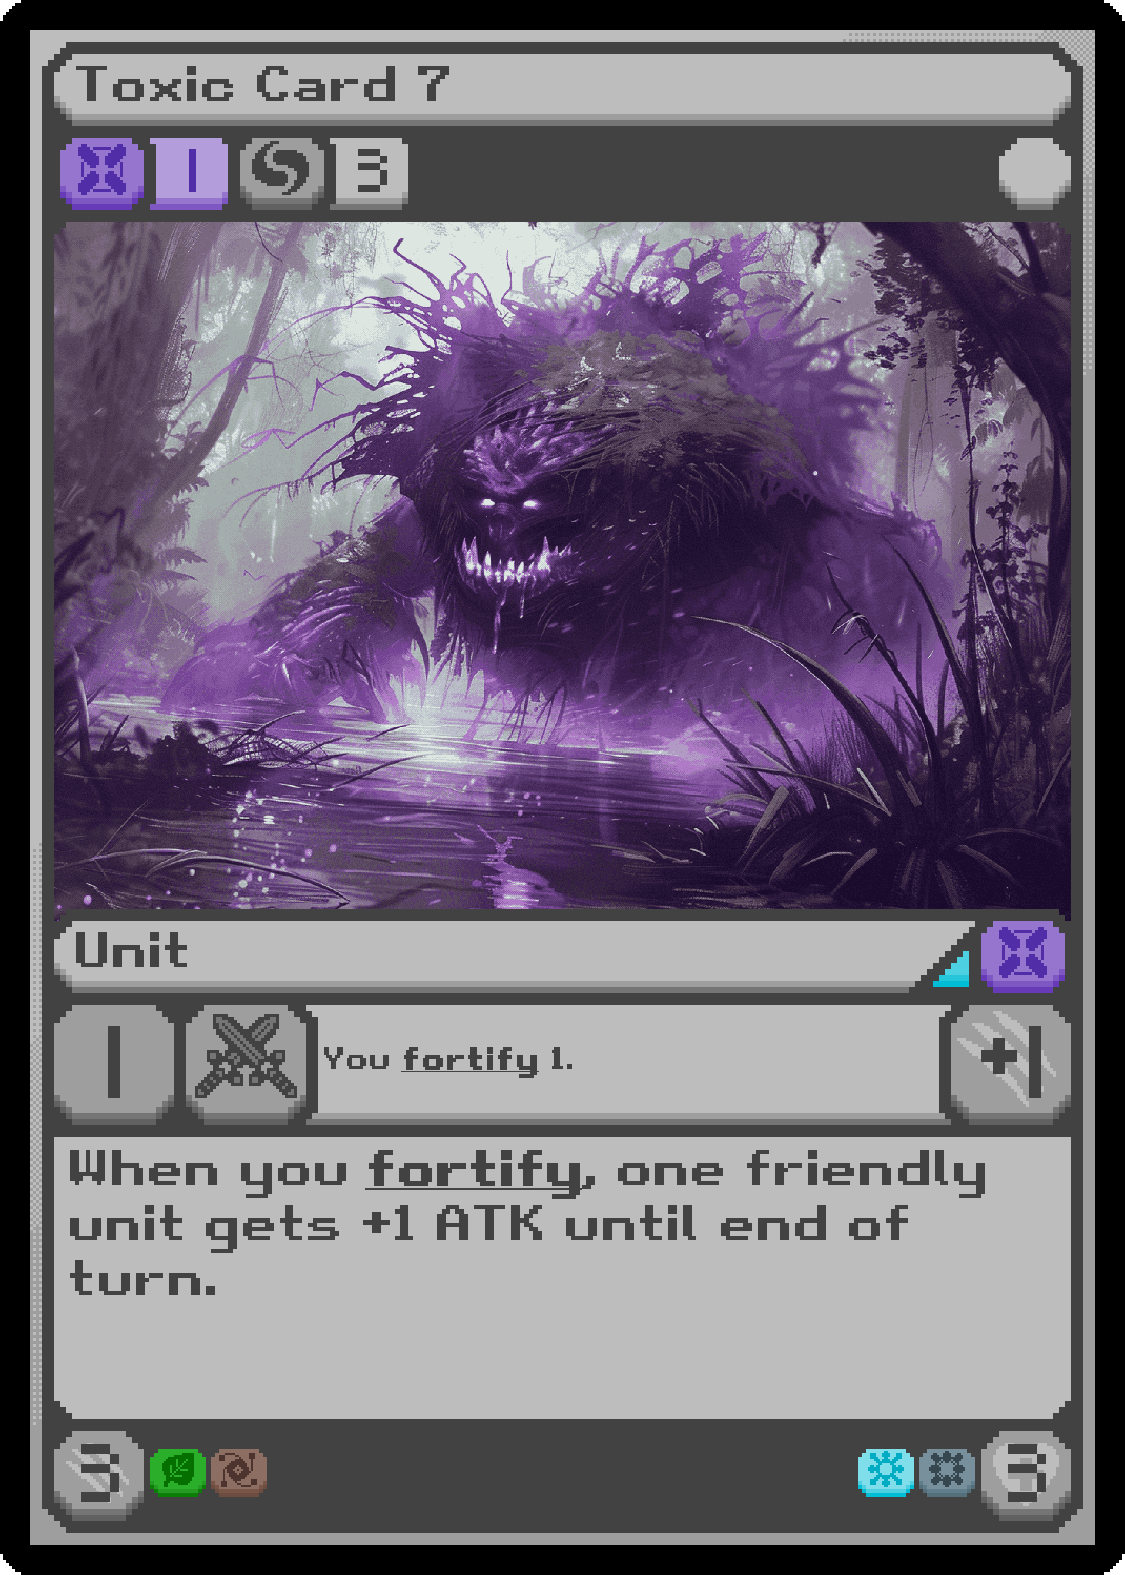 Toxic Card 7
1 3
Unit
1 You fortify 1. +1
When you fortify, one friendly
unit gets +1 ATK until end of
turn.
3 3